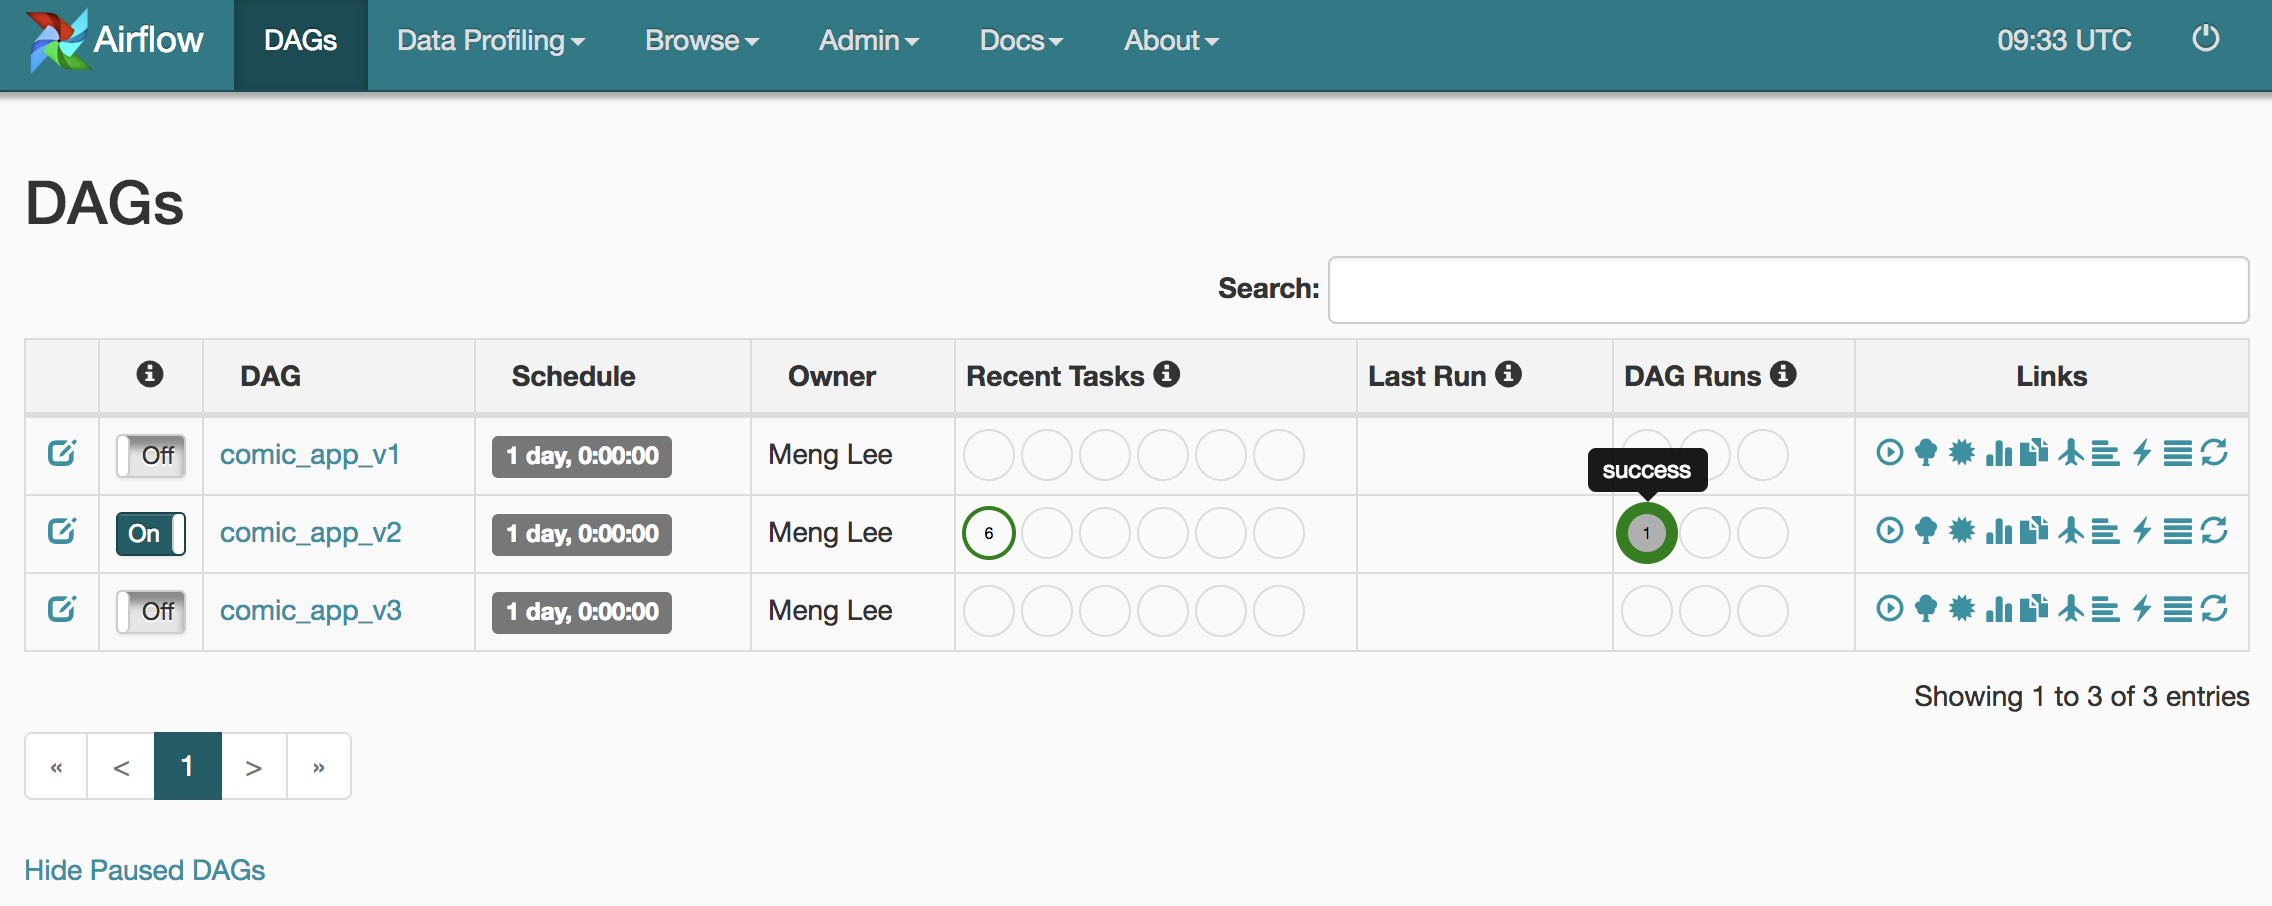 Airflow DAGs Data Profiling Browse Admin Docs About 09:33 UTC
DAGs
Search:
DAG Schedule Owner Recent Tasks Last Run DAG Runs Links
Off comic_app_v1 1 day, 0:00:00 Meng Lee
success
On comic_app_v2 1 day, 0:00:00 Meng Lee 6 1
Off comic_app_v3 1 day, 0:00:00 Meng Lee
Showing 1 to 3 of 3 entries
« < 1 > »
Hide Paused DAGs